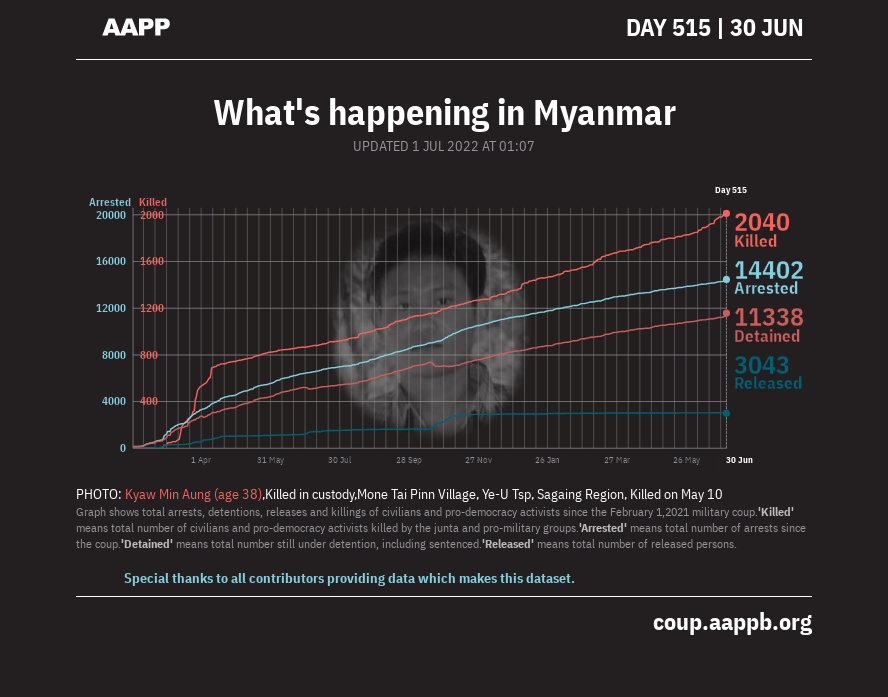 AAPP
DAY 515 | 30 JUN
What's happening in Myanmar
UPDATED 1 JUL 2022 AT 01:07
Day 515
Arrested Killed
20000 2000
16000 1600
12000 1200
8000 800
4000 400
0
2040
Killed
14402
Arrested
11338
Detained
3043
Released
1 Apr 31 May 30 Jul 28 Sep 27 Nov 26 Jan 27 Mar 26 May 30 Jun
PHOTO: Kyaw Min Aung (age 38),Killed in custody,Mone Tai Pinn Village, Ye-U Tsp, Sagaing Region, Killed on May 10
Graph shows total arrests, detentions, releases and killings of civilians and pro-democracy activists since the February 1,2021 military coup.'Killed'
means total number of civilians and pro-democracy activists killed by the junta and pro-military groups.'Arrested' means total number of arrests since
the coup.'Detained' means total number still under detention, including sentenced.'Released' means total number of released persons.
Special thanks to all contributors providing data which makes this dataset.
coup.aappb.org